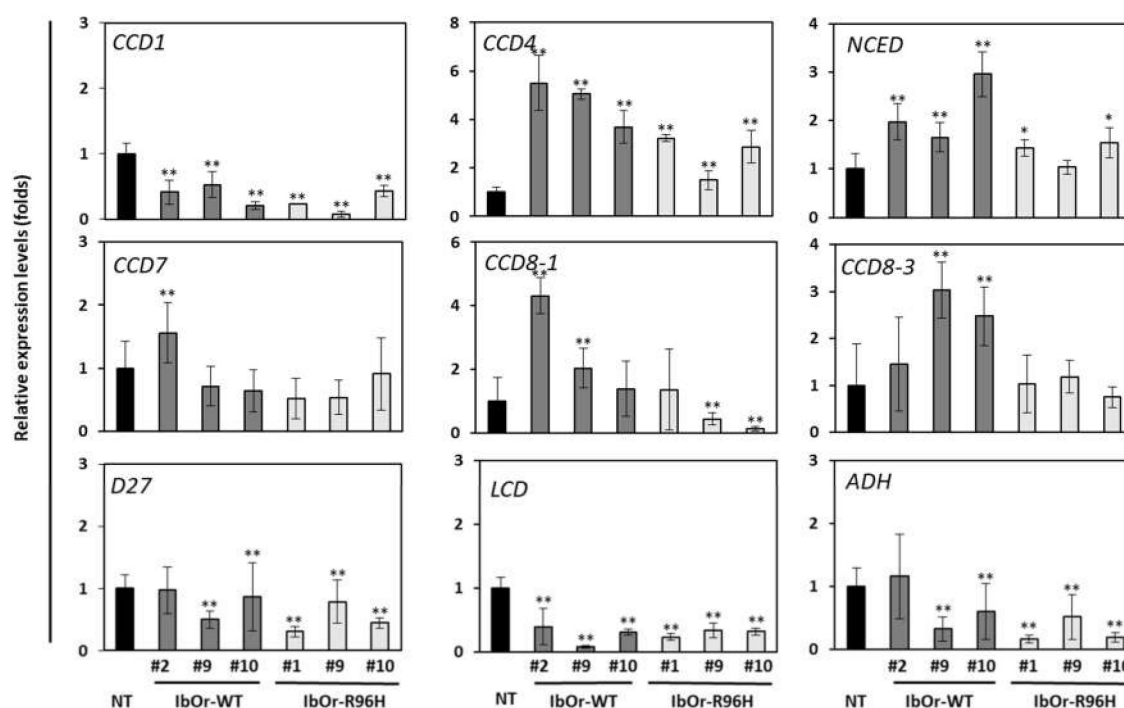 Relative expression levels (folds)
CCD1
3
2
1
0
** ** ** ** ** **
CCD4
8
6
4
2
0
** ** ** ** ** **
NCED
4
3
2
1
0
** ** ** * *
CCD7
3
2
1
0
**
CCD8-1
6
4
2
0
** ** ** **
CCD8-3
4
3
2
1
0
** **
D27
3
2
1
0
** ** ** ** **
LCD
3
2
1
0
** ** ** ** ** **
ADH
3
2
1
0
** ** ** ** **
#2 #9 #10 #1 #9 #10
NT IbOr-WT IbOr-R96H
#2 #9 #10 #1 #9 #10
NT IbOr-WT IbOr-R96H
#2 #9 #10 #1 #9 #10
NT IbOr-WT IbOr-R96H